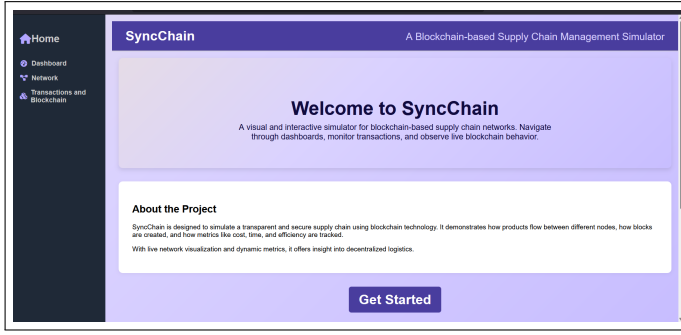 Home
Dashboard
Network
Transactions and
Blockchain
SyncChain
A Blockchain-based Supply Chain Management Simulator
Welcome to SyncChain
A visual and interactive simulator for blockchain-based supply chain networks. Navigate
through dashboards, monitor transactions, and observe live blockchain behavior.
About the Project
SyncChain is designed to simulate a transparent and secure supply chain using blockchain technology. It demonstrates how products flow between different nodes, how blocks
are created, and how metrics like cost, time, and efficiency are tracked.
With live network visualization and dynamic metrics, it offers insight into decentralized logistics.
Get Started